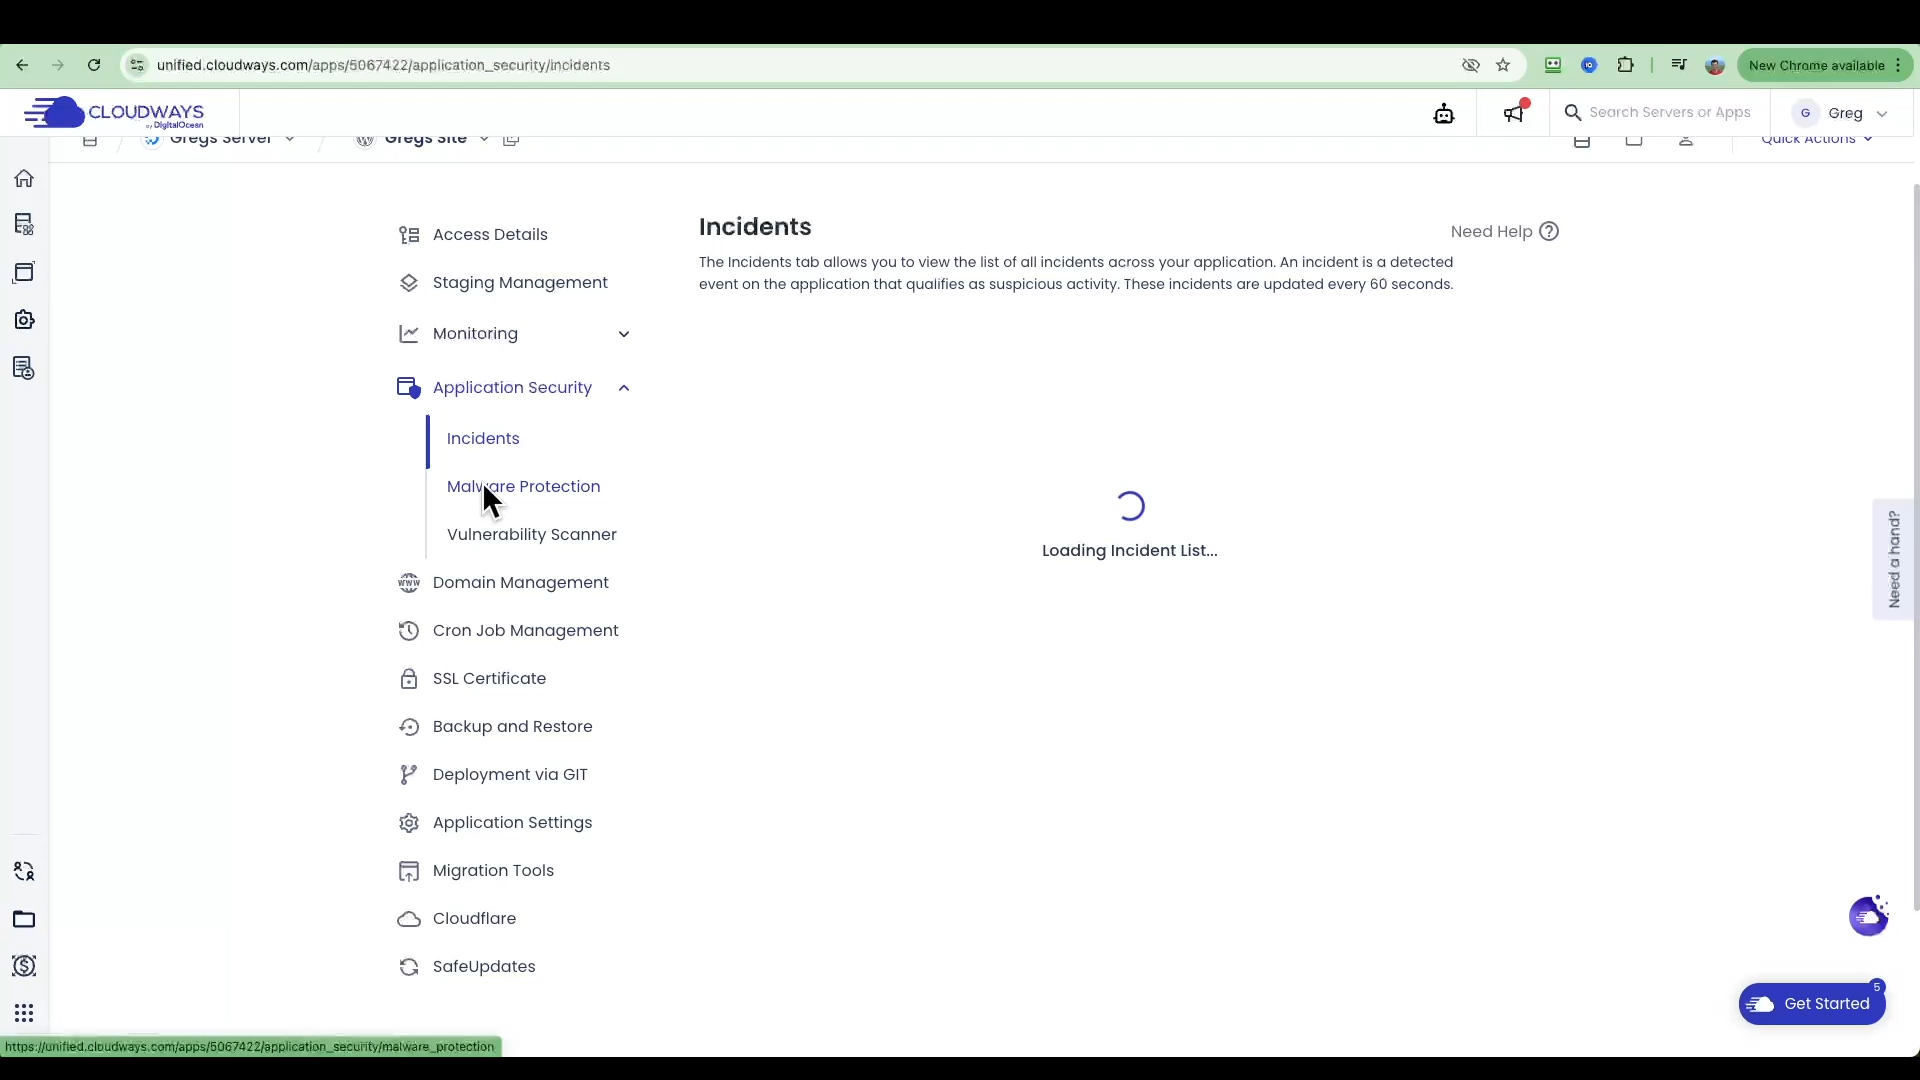 unified.cloudways.com/apps/5067422/application_security/incidents
New Chrome available
CLOUDWAYS
by DigitalOcean
Search Servers or Apps
G
Greg
Gregs Server
Gregs Site
Quick Actions
Access Details
Staging Management
Monitoring
Application Security
Incidents
Malware Protection
Vulnerability Scanner
www
Domain Management
Cron Job Management
SSL Certificate
Backup and Restore
Deployment via GIT
Application Settings
Migration Tools
Cloudflare
SafeUpdates
Incidents
Need Help ?
The Incidents tab allows you to view the list of all incidents across your application. An incident is a detected
event on the application that qualifies as suspicious activity. These incidents are updated every 60 seconds.
Loading Incident List...
Need a hand?
Get Started
5
https://unified.cloudways.com/apps/5067422/application_security/malware_protection